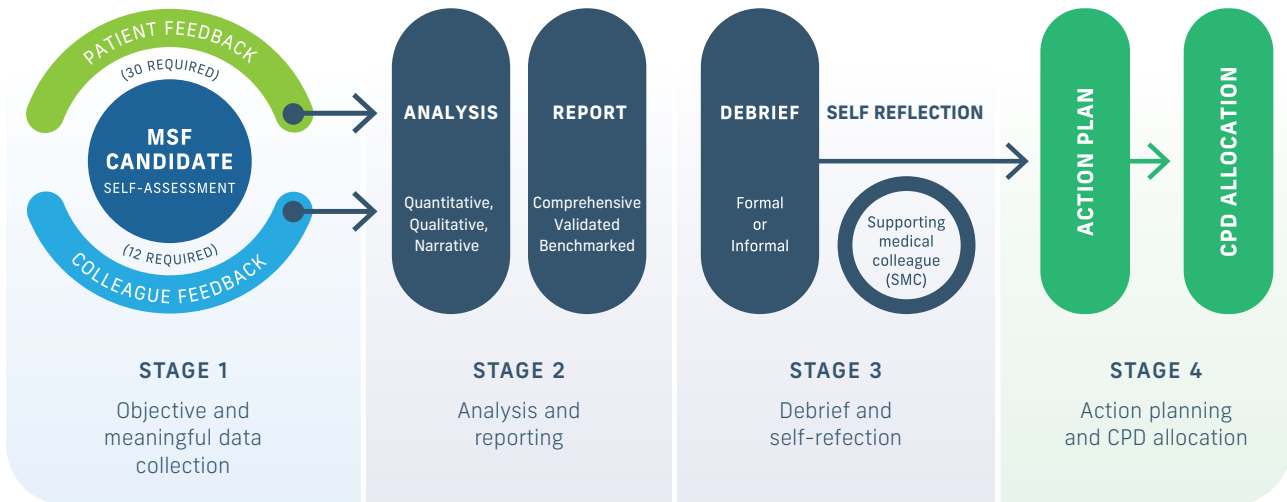 PATIENT FEEDBACK
(30 REQUIRED)
MSF
CANDIDATE
SELF-ASSESSMENT
(12 REQUIRED)
COLLEAGUE FEEDBACK
STAGE 1
Objective and
meaningful data
collection
ANALYSIS
Quantitative,
Qualitative,
Narrative
REPORT
Comprehensive
Validated
Benchmarked
STAGE 2
Analysis and
reporting
DEBRIEF
Formal
or
Informal
SELF REFLECTION
Supporting
medical
colleague
(SMC)
STAGE 3
Debrief and
self-refection
ACTION PLAN
CPD ALLOCATION
STAGE 4
Action planning
and CPD allocation